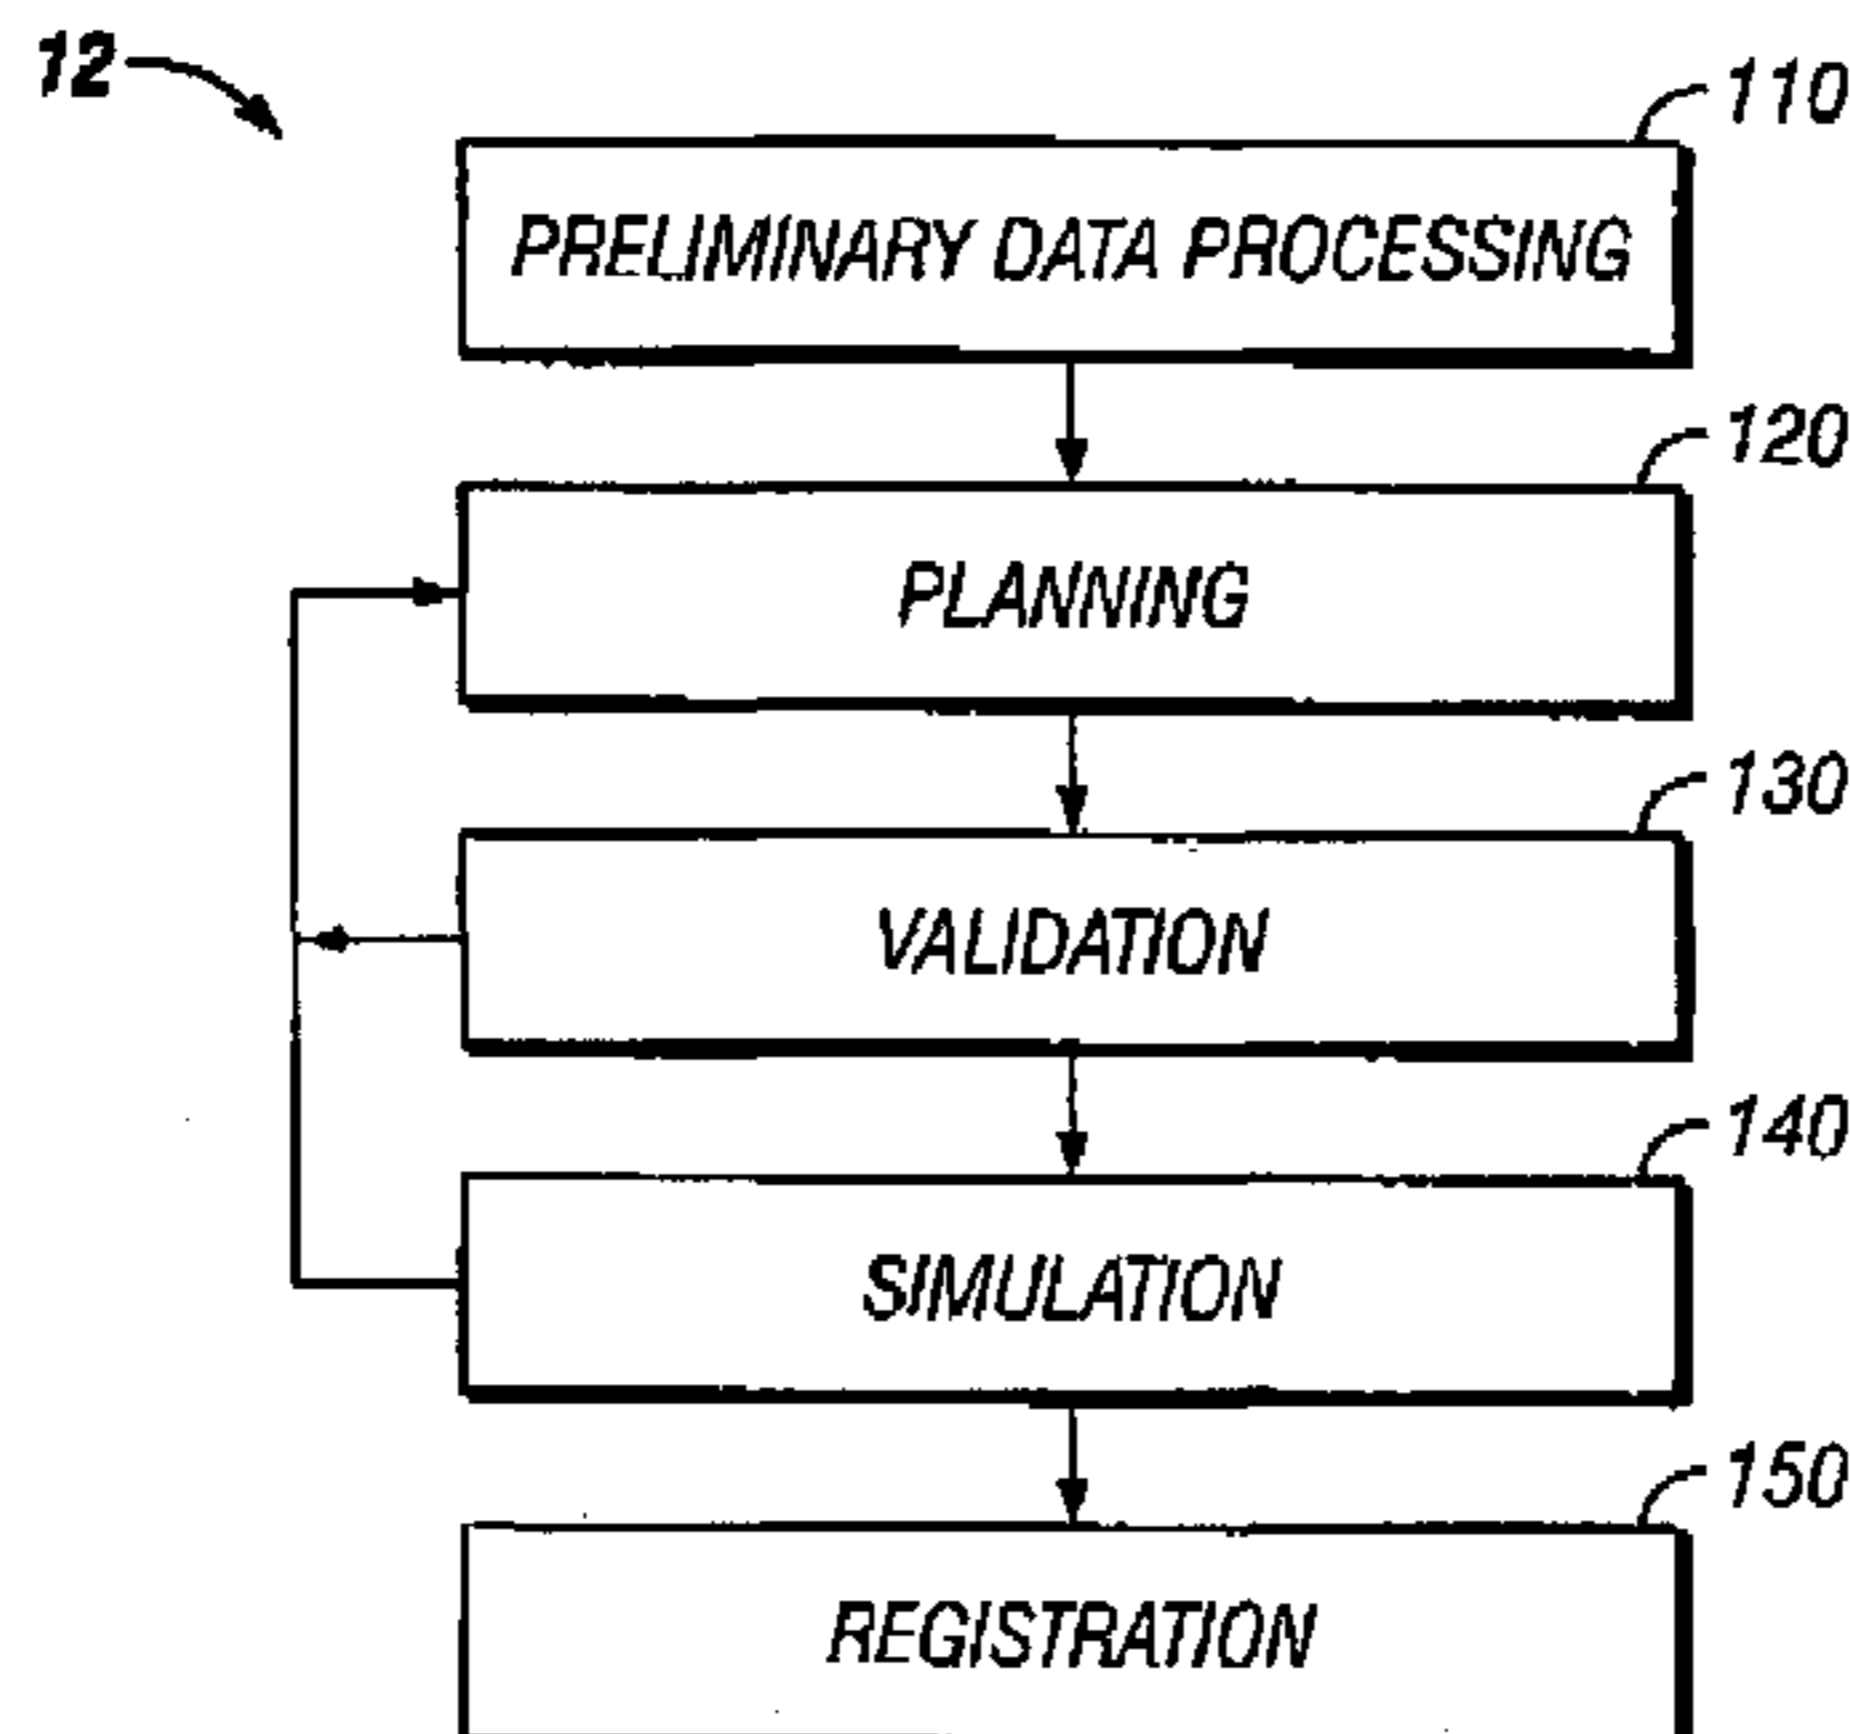 12
110
PRELIMINARY DATA PROCESSING
120
PLANNING
130
VALIDATION
140
SIMULATION
150
REGISTRATION